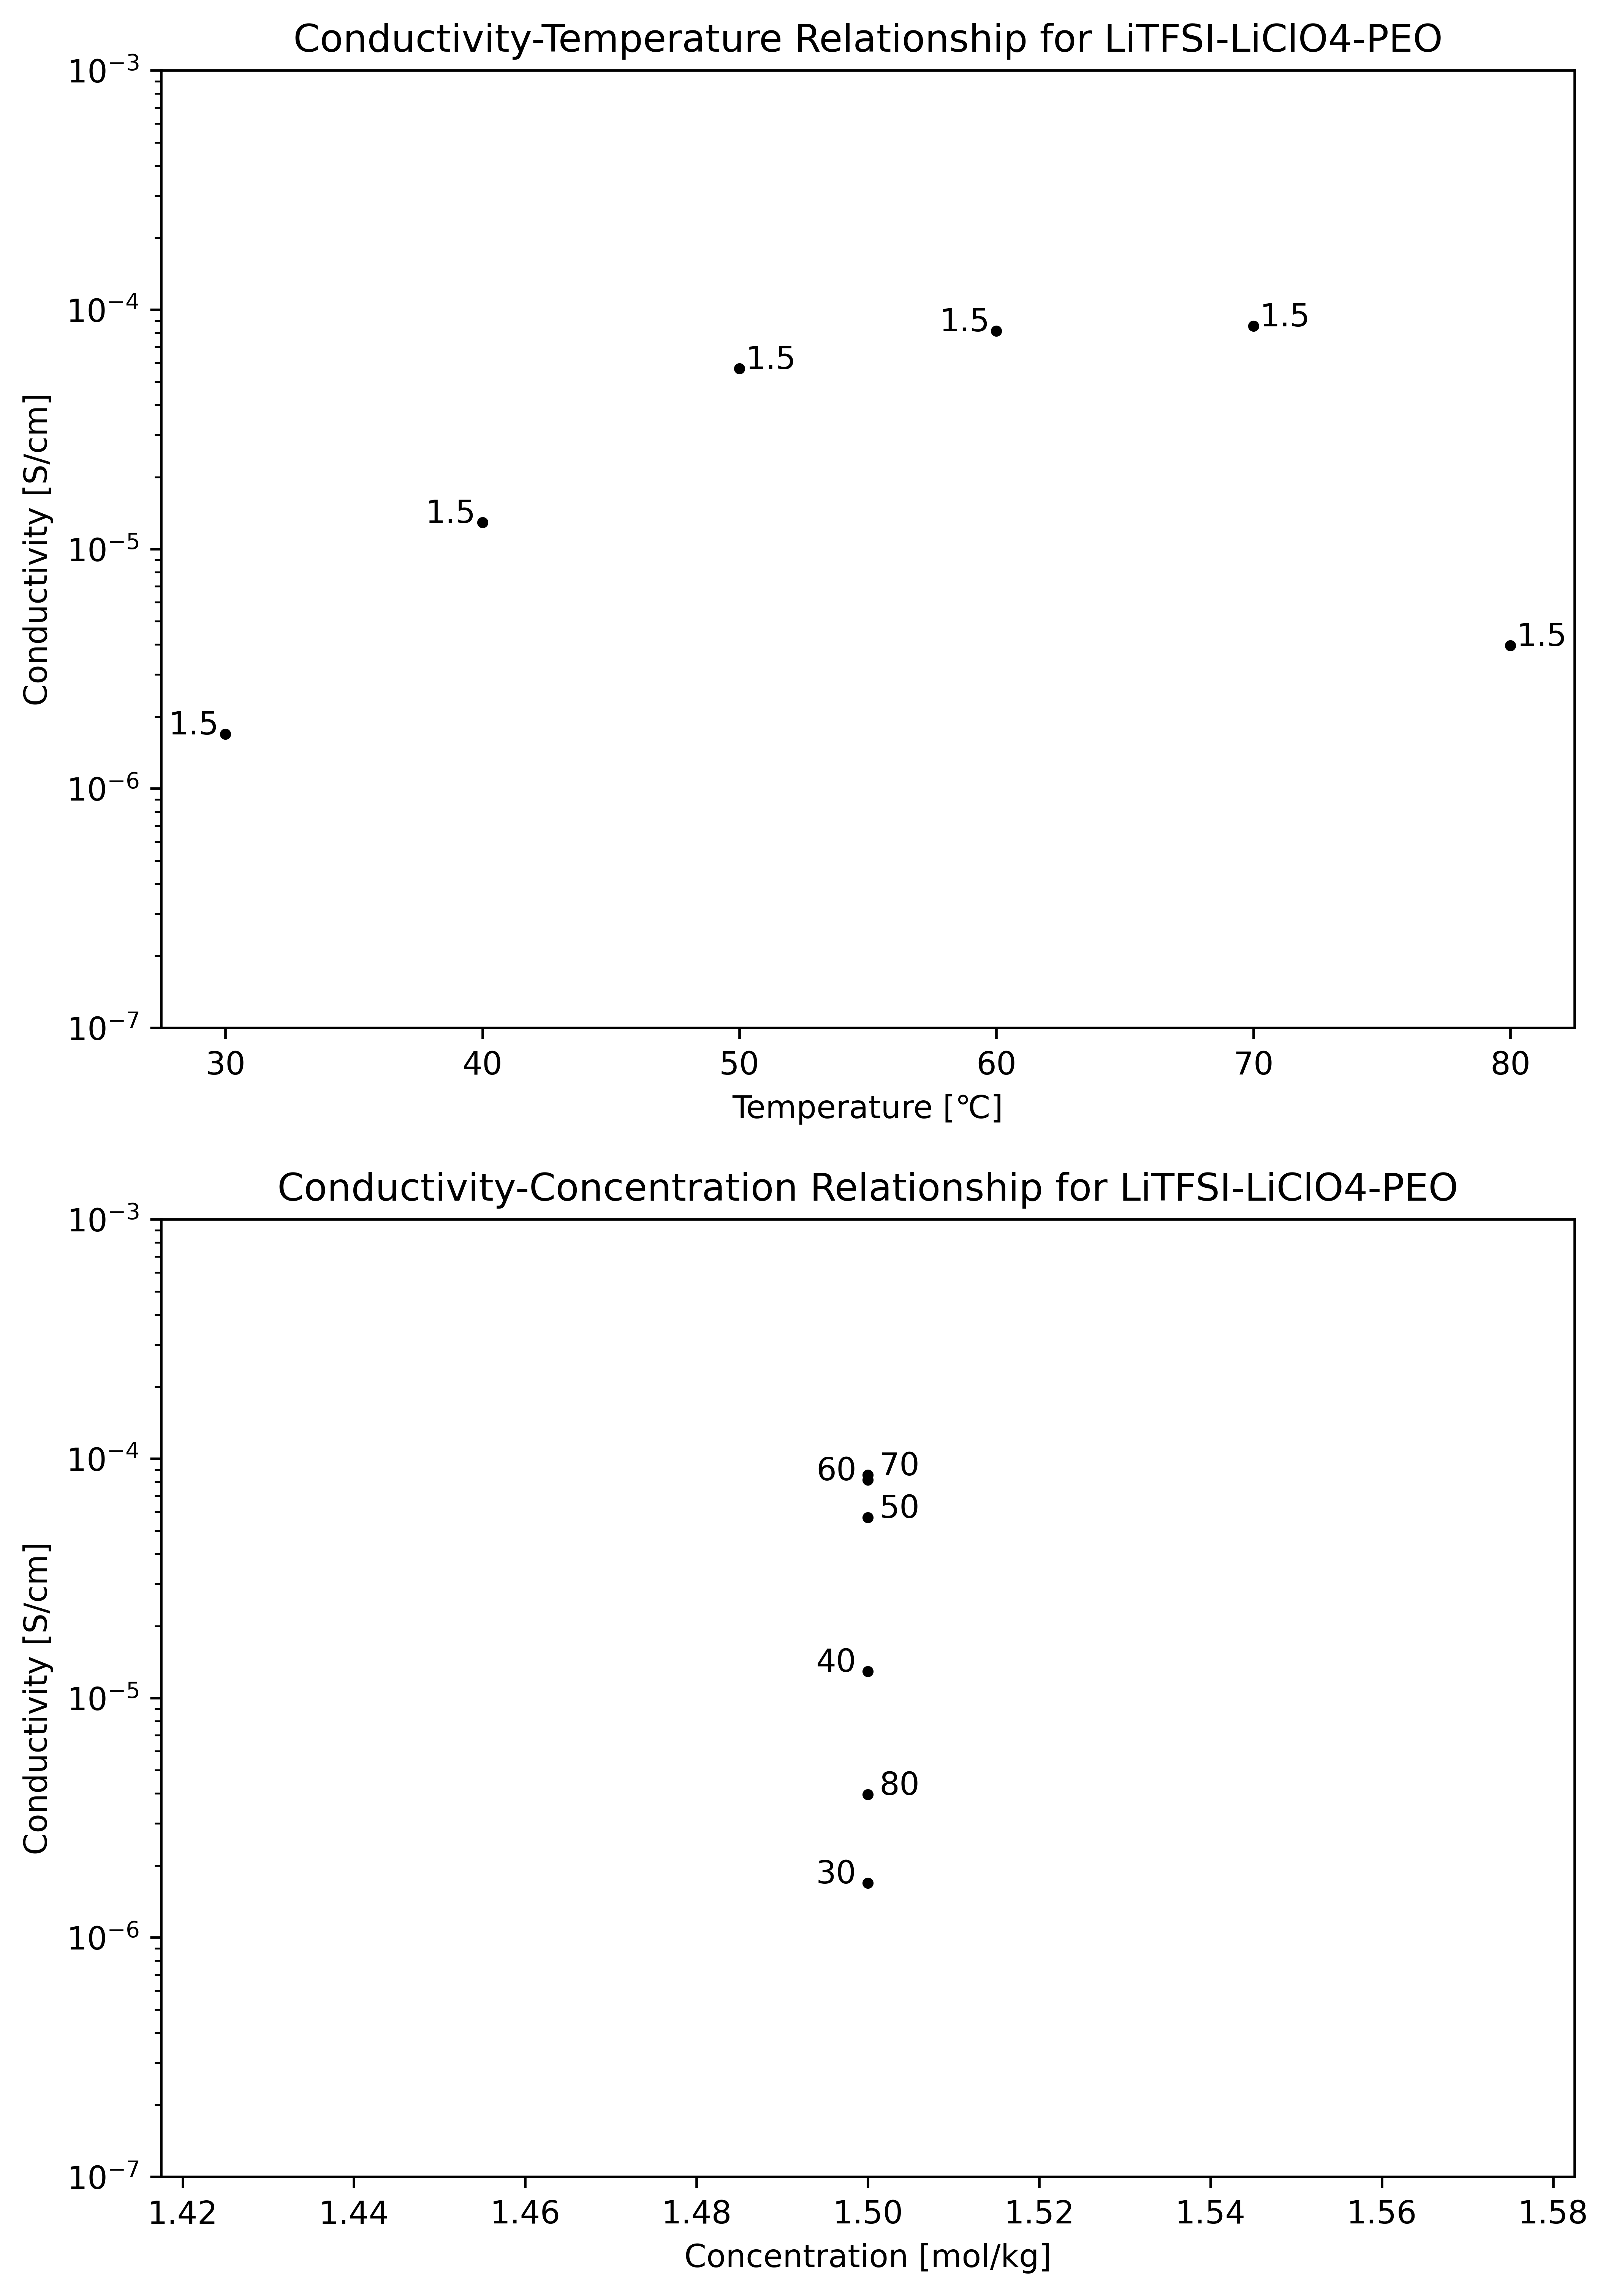 Conductivity-Temperature Relationship for LiTFSI-LiClO4-PEO
10⁻³
10⁻⁴
10⁻⁵
10⁻⁶
10⁻⁷
Conductivity [S/cm]
1.5
1.5
1.5
1.5
1.5
1.5
30 40 50 60 70 80
Temperature [℃]
Conductivity-Concentration Relationship for LiTFSI-LiClO4-PEO
10⁻³
10⁻⁴
10⁻⁵
10⁻⁶
10⁻⁷
Conductivity [S/cm]
60 70
50
40
80
30
1.42 1.44 1.46 1.48 1.50 1.52 1.54 1.56 1.58
Concentration [mol/kg]